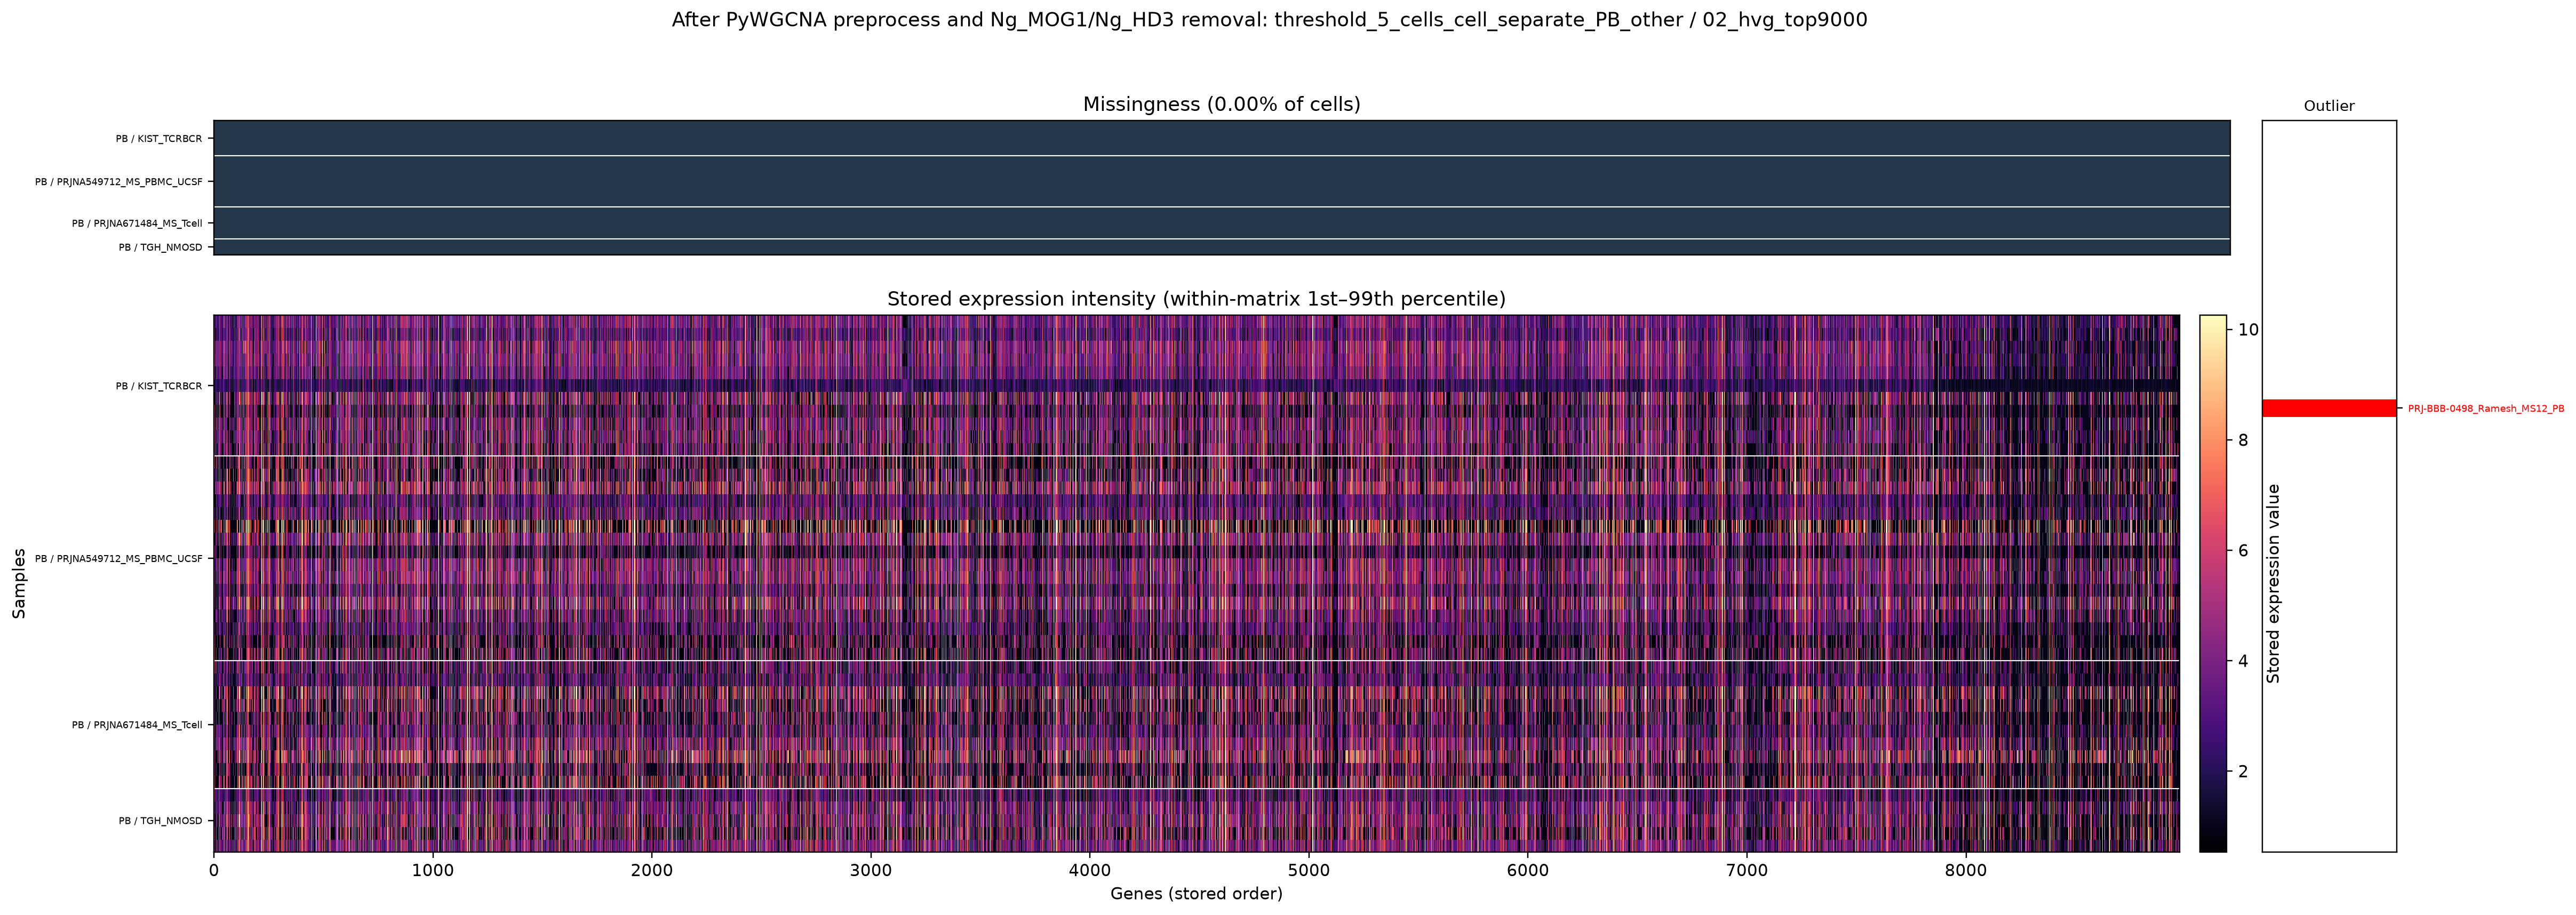 After PyWGCNA preprocess and Ng_MOG1/Ng_HD3 removal: threshold_5_cells_cell_separate_PB_other / 02_hvg_top9000
Missingness (0.00% of cells)
Outlier
PB / KIST_TCRBCR
PB / PRJNA549712_MS_PBMC_UCSF
PB / PRJNA671484_MS_Tcell
PB / TGH_NMOSD
Stored expression intensity (within-matrix 1st–99th percentile)
PB / KIST_TCRBCR
PB / PRJNA549712_MS_PBMC_UCSF
PB / PRJNA671484_MS_Tcell
PB / TGH_NMOSD
Samples
10
8
6
4
2
Stored expression value
PRJ-BBB-0498_Ramesh_MS12_PB
0 1000 2000 3000 4000 5000 6000 7000 8000
Genes (stored order)